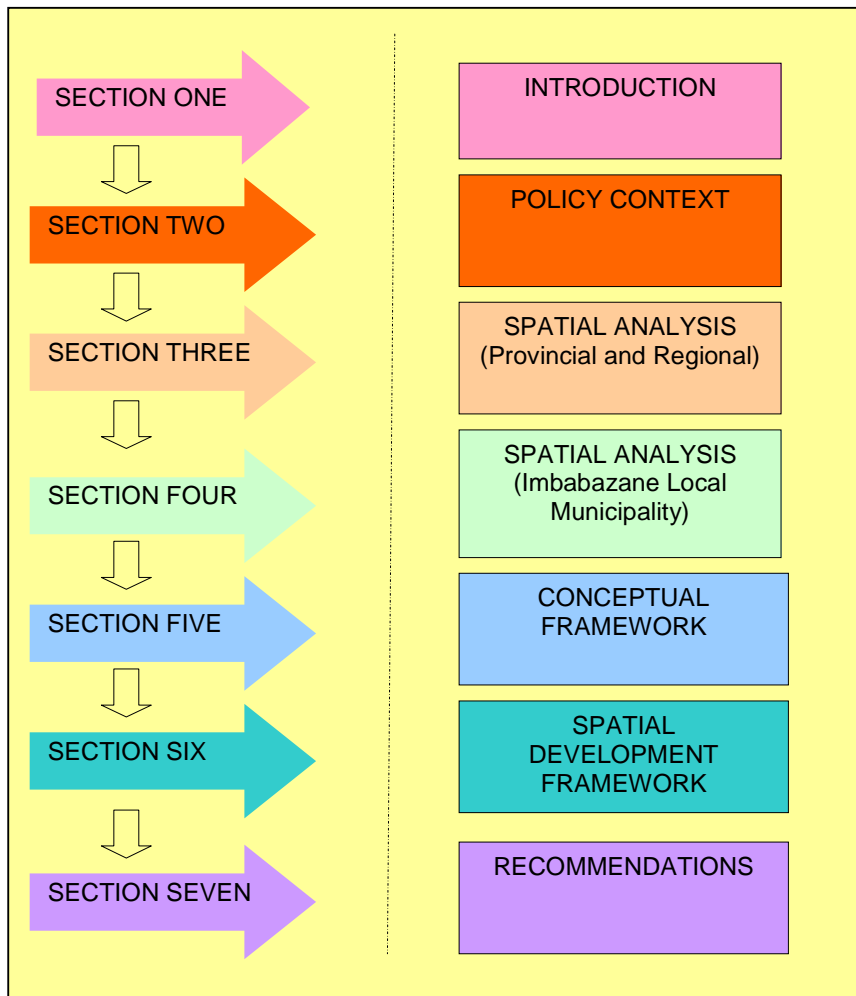 SECTION ONE
INTRODUCTION
SECTION TWO
POLICY CONTEXT
SECTION THREE
SPATIAL ANALYSIS
(Provincial and Regional)
SECTION FOUR
SPATIAL ANALYSIS
(Imbabazane Local
Municipality)
SECTION FIVE
CONCEPTUAL
FRAMEWORK
SECTION SIX
SPATIAL
DEVELOPMENT
FRAMEWORK
SECTION SEVEN
RECOMMENDATIONS